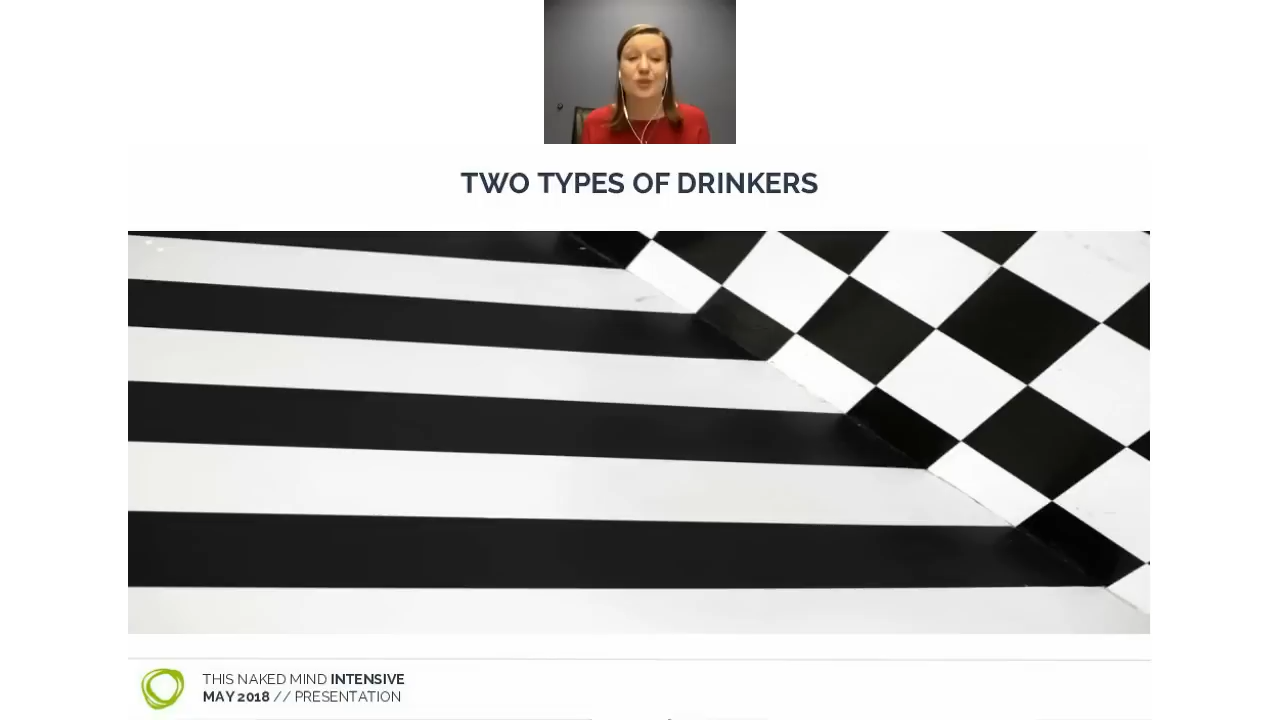 TWO TYPES OF DRINKERS
THIS NAKED MIND INTENSIVE
MAY 2018 // PRESENTATION